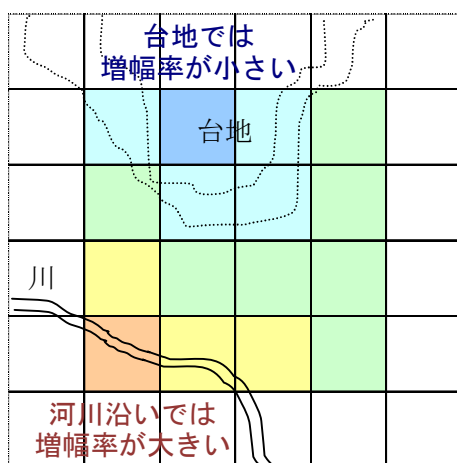 台地では
増幅率が小さい
台地
川
河川沿いでは
増幅率が大きい